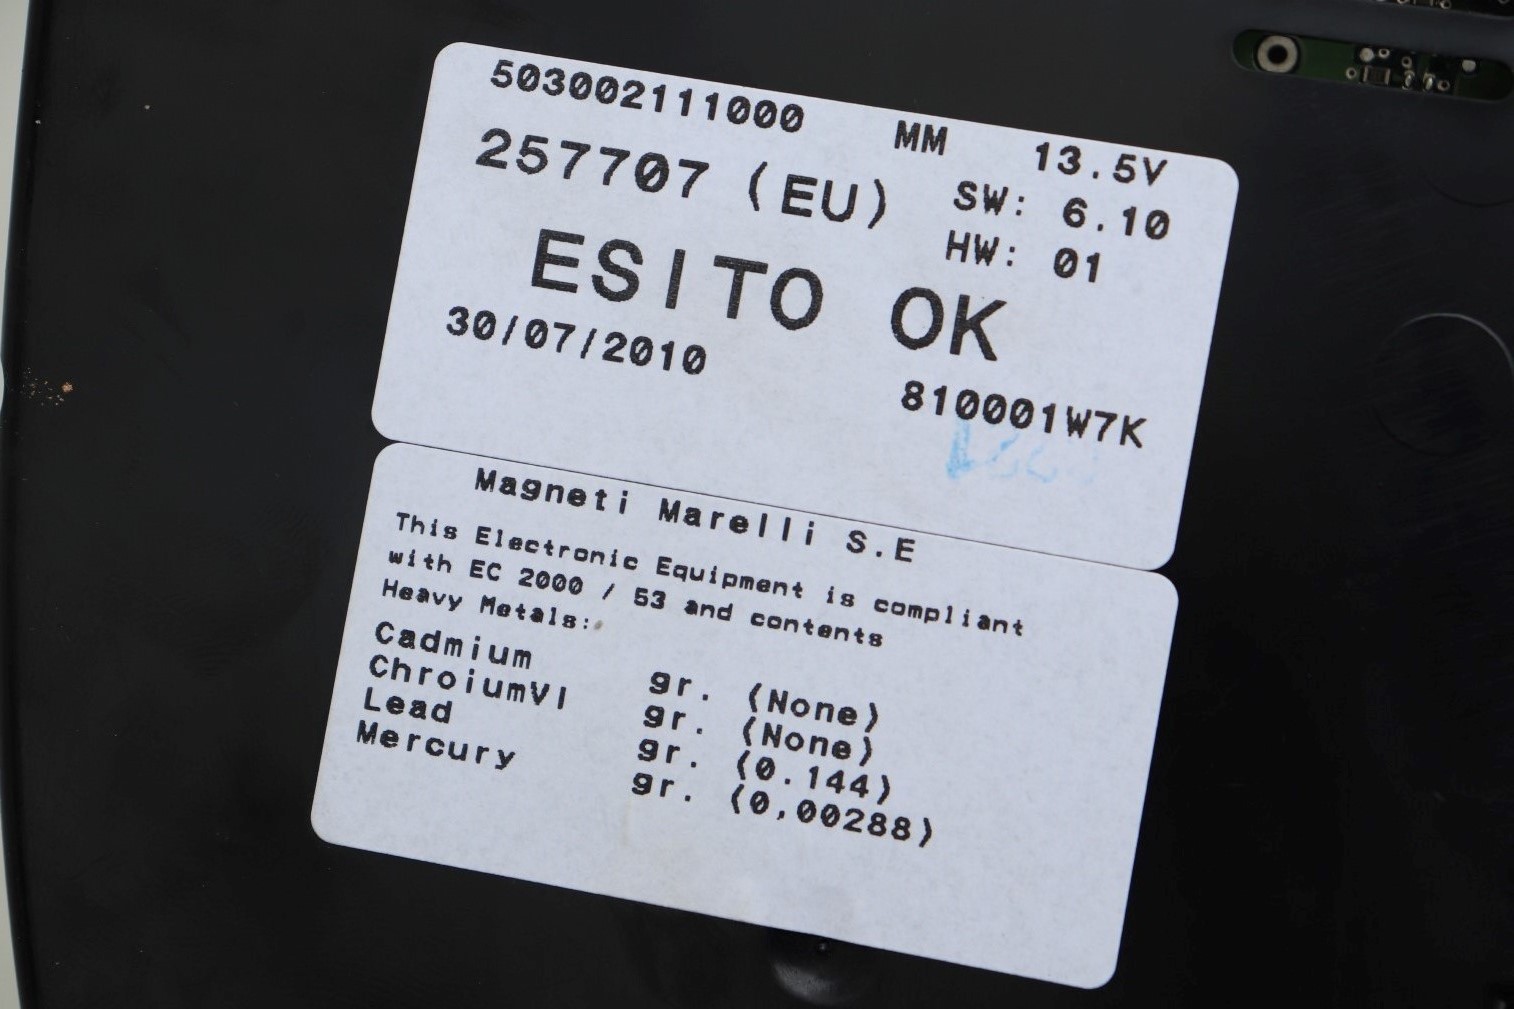 503002111000 MM 13.5V
257707 (EU) SW: 6.10
HW: 01
ESITO OK
30/07/2010
810001W7K
Magneti Marelli S.E
This Electronic Equipment is compliant
with EC 2000 / 53 and contents
Heavy Metals:
Cadmium gr. (None)
ChroiumVI gr. (None)
Lead gr. (0.144)
Mercury gr. (0,00288)